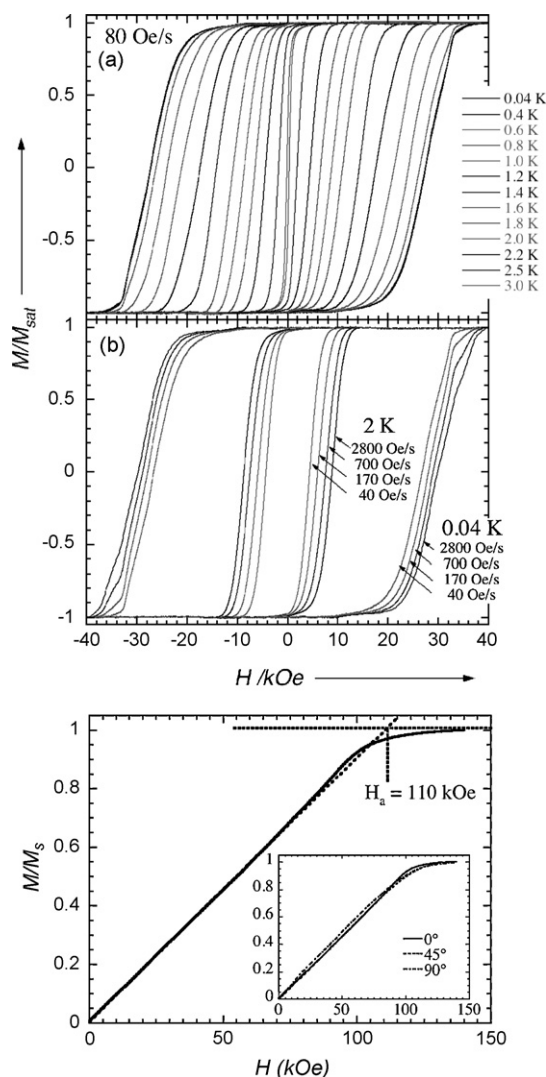 80 Oe/s
(a)
1
0.5
0
-0.5
M/Msat
0.04 K
0.4 K
0.6 K
0.8 K
1.0 K
1.2 K
1.4 K
1.6 K
1.8 K
2.0 K
2.2 K
2.5 K
3.0 K
(b)
1
0.5
0
-0.5
-1
2 K
2800 Oe/s
700 Oe/s
170 Oe/s
40 Oe/s
0.04 K
2800 Oe/s
700 Oe/s
170 Oe/s
40 Oe/s
-40 -30 -20 -10 0 10 20 30 40
H /kOe
1
0.8
0.6
0.4
0.2
0
M/Ms
Ha = 110 kOe
1
0.8
0.6
0.4
0.2
0
0°
45°
90°
0 50 100 150
0 50 100 150
H (kOe)